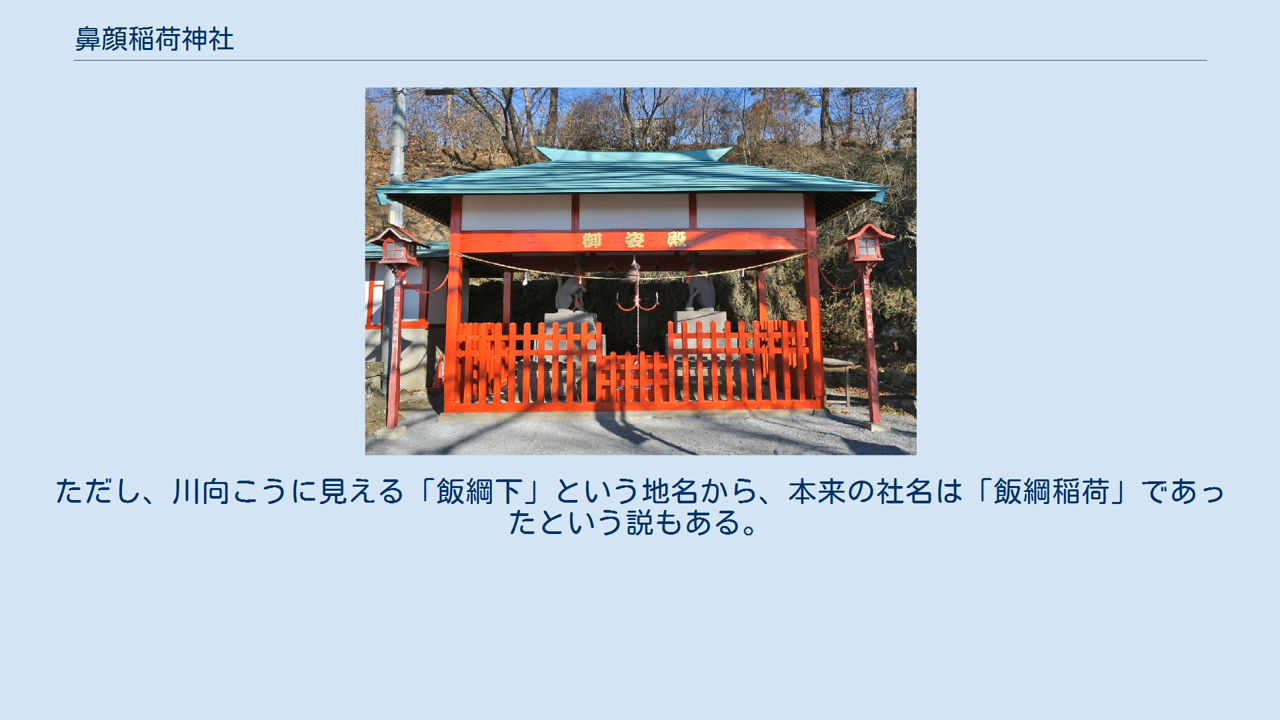 鼻顔稲荷神社
御姿殿
ただし、川向こうに見える「飯綱下」という地名から、本来の社名は「飯綱稲荷」であっ
たという説もある。